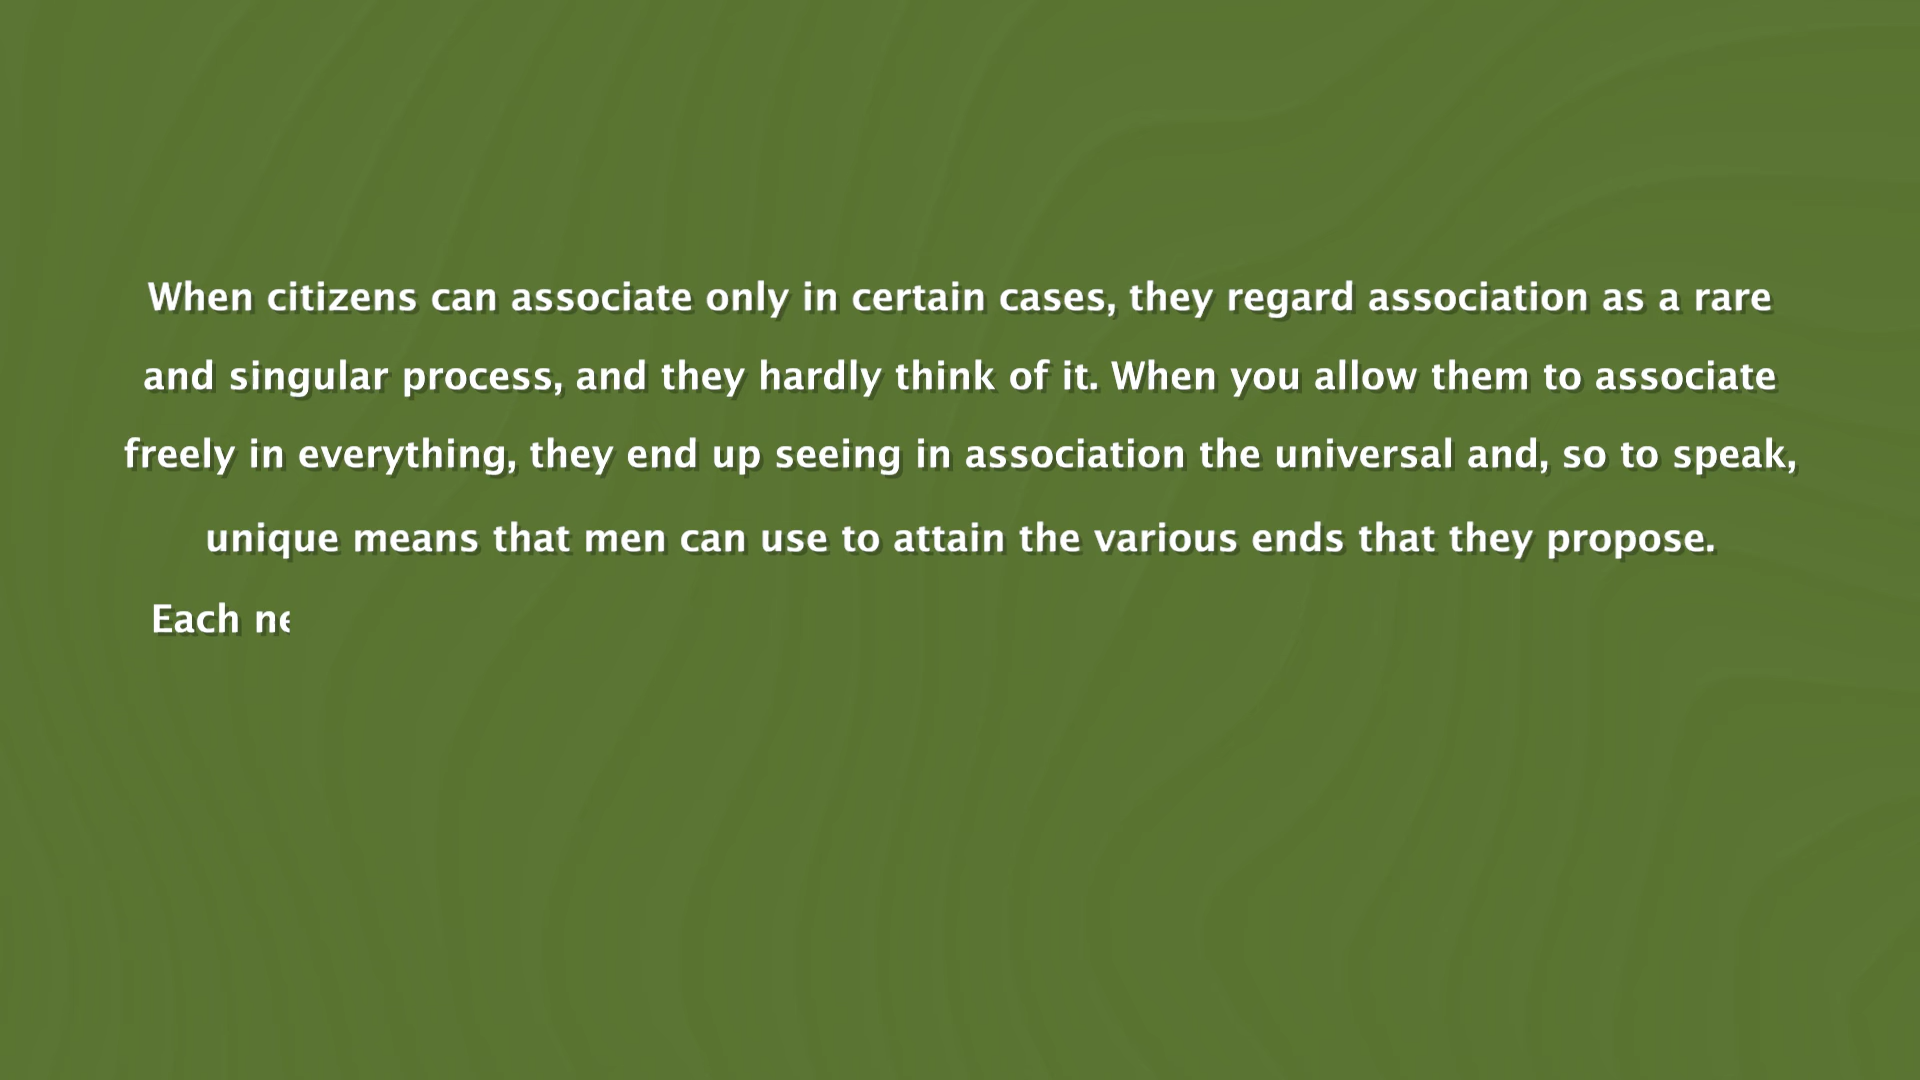 When citizens can associate only in certain cases, they regard association as a rare
and singular process, and they hardly think of it. When you allow them to associate
freely in everything, they end up seeing in association the universal and, so to speak,
unique means that men can use to attain the various ends that they propose.
Each